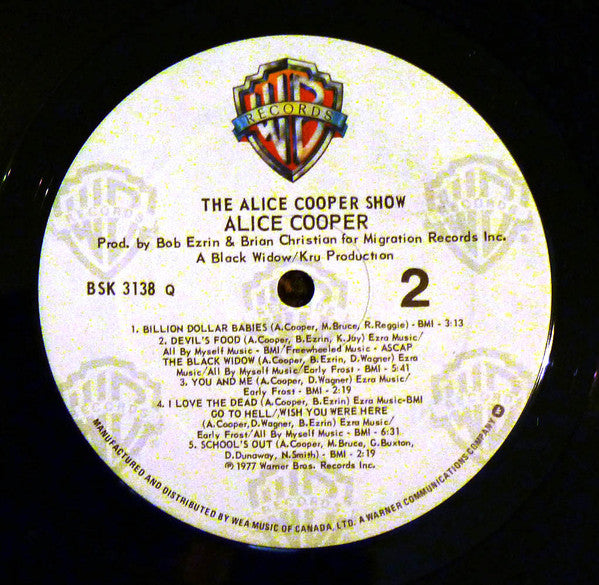 WB
RECORDS
THE ALICE COOPER SHOW
ALICE COOPER
Prod. by Bob Ezrin & Brian Christian for Migration Records Inc.
A Black Widow/Kru Production
BSK 3138 Q
2
1. BILLION DOLLAR BABIES (A.Cooper, M.Bruce, R.Reggie) - BMI - 3:13
2. DEVIL'S FOOD (A.Cooper, B.Ezrin, K.Jay) Ezra Music/
All By Myself Music - BMI/Freewheeled Music - ASCAP
THE BLACK WIDOW (A.Cooper, B.Ezrin, D.Wagner) Ezra
Music/All By Myself Music/Early Frost - BMI - 5:41
3. YOU AND ME (A.Cooper, D.Wagner) Ezra Music/
Early Frost - BMI - 2:19
4. I LOVE THE DEAD (A.Cooper, B.Ezrin) Ezra Music-BMI
GO TO HELL/,WISH YOU WERE HERE
(A.Cooper,D.Wagner, B.Ezrin) Ezra Music/
Early Frost/All By Myself Music - BMI - 6:31
5. SCHOOL'S OUT (A.Cooper, M.Bruce, G.Buxton,
D.Dunaway, N.Smith) - BMI - 2:19
℗ 1977 Warner Bros. Records Inc.
MANUFACTURED AND DISTRIBUTED BY WEA MUSIC OF CANADA, LTD. A WARNER COMMUNICATIONS COMPANY